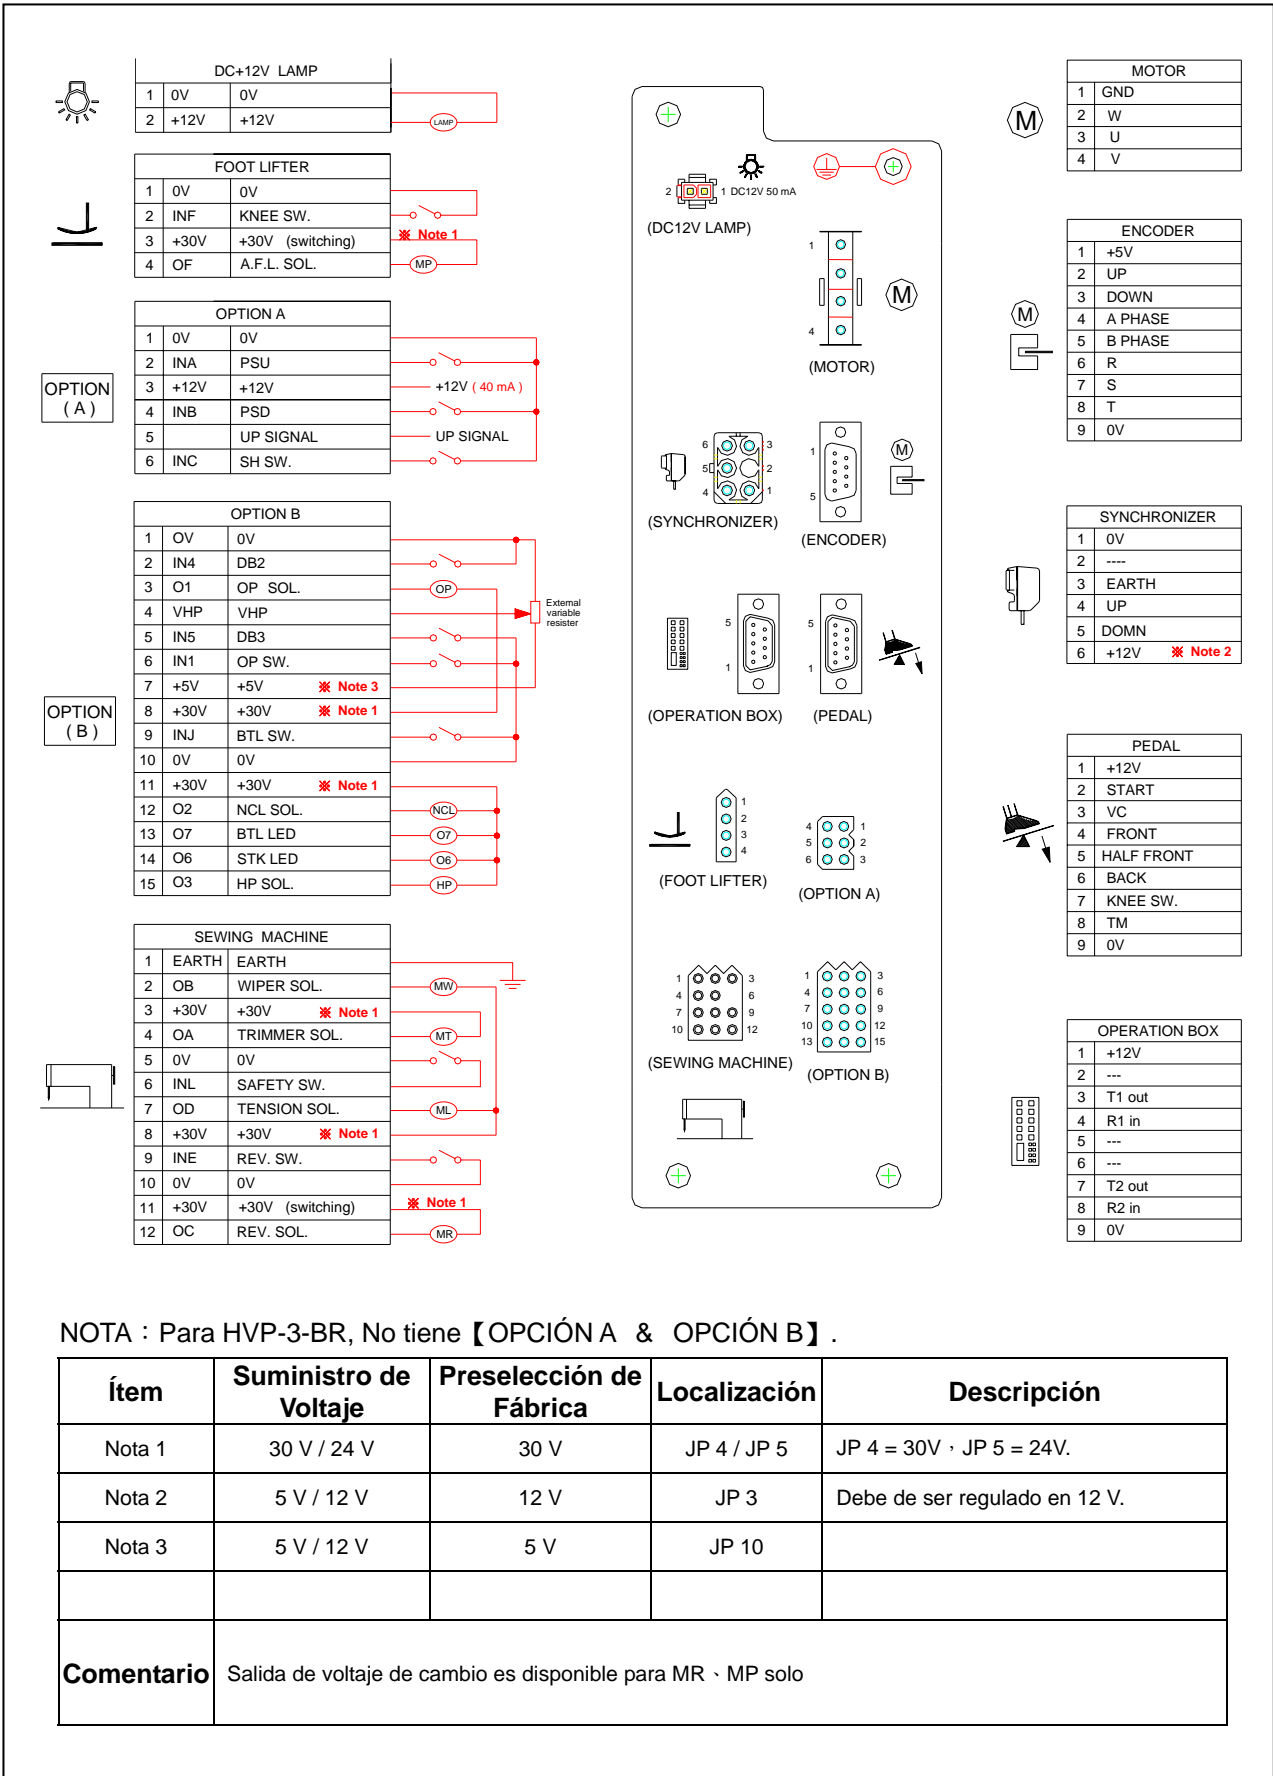 DC+12V LAMP
1 0V 0V
2 +12V +12V
LAMP
FOOT LIFTER
1 0V 0V
2 INF KNEE SW.
3 +30V +30V (switching) ※ Note 1
4 OF A.F.L. SOL. MP
OPTION
( A )
OPTION A
1 0V 0V
2 INA PSU
3 +12V +12V +12V ( 40 mA )
4 INB PSD
5 UP SIGNAL UP SIGNAL
6 INC SH SW.
OPTION
( B )
OPTION B
1 OV 0V
2 IN4 DB2
3 O1 OP SOL. OP
4 VHP VHP
External
variable
resister
5 IN5 DB3
6 IN1 OP SW.
7 +5V +5V ※ Note 3
8 +30V +30V ※ Note 1
9 INJ BTL SW.
10 0V 0V
11 +30V +30V ※ Note 1
12 O2 NCL SOL. NCL
13 O7 BTL LED O7
14 O6 STK LED O6
15 O3 HP SOL. HP
SEWING MACHINE
1 EARTH EARTH
2 OB WIPER SOL. MW
3 +30V +30V ※ Note 1
4 OA TRIMMER SOL. MT
5 0V 0V
6 INL SAFETY SW.
7 OD TENSION SOL. ML
8 +30V +30V ※ Note 1
9 INE REV. SW.
10 0V 0V
11 +30V +30V (switching) ※ Note 1
12 OC REV. SOL. MR
2 1 DC12V 50 mA
(DC12V LAMP)
1
4
M
(MOTOR)
6 3
5 2
4 1
(SYNCHRONIZER)
1
5
M
(ENCODER)
5
1
(OPERATION BOX)
5
1
(PEDAL)
1
2
3
4
(FOOT LIFTER)
4 1
5 2
6 3
(OPTION A)
1 3
4 6
7 9
10 12
(SEWING MACHINE)
1 3
4 6
7 9
10 12
13 15
(OPTION B)
M
MOTOR
1 GND
2 W
3 U
4 V
M
ENCODER
1 +5V
2 UP
3 DOWN
4 A PHASE
5 B PHASE
6 R
7 S
8 T
9 0V
SYNCHRONIZER
1 0V
2 ----
3 EARTH
4 UP
5 DOMN
6 +12V ※ Note 2
PEDAL
1 +12V
2 START
3 VC
4 FRONT
5 HALF FRONT
6 BACK
7 KNEE SW.
8 TM
9 0V
OPERATION BOX
1 +12V
2 ---
3 T1 out
4 R1 in
5 ---
6 ---
7 T2 out
8 R2 in
9 0V
NOTA：Para HVP-3-BR, No tiene【OPCIÓN A & OPCIÓN B】.
Ítem Suministro de Voltaje Preselección de Fábrica Localización Descripción
Nota 1 30 V / 24 V 30 V JP 4 / JP 5 JP 4 = 30V，JP 5 = 24V.
Nota 2 5 V / 12 V 12 V JP 3 Debe de ser regulado en 12 V.
Nota 3 5 V / 12 V 5 V JP 10
Comentario Salida de voltaje de cambio es disponible para MR、MP solo